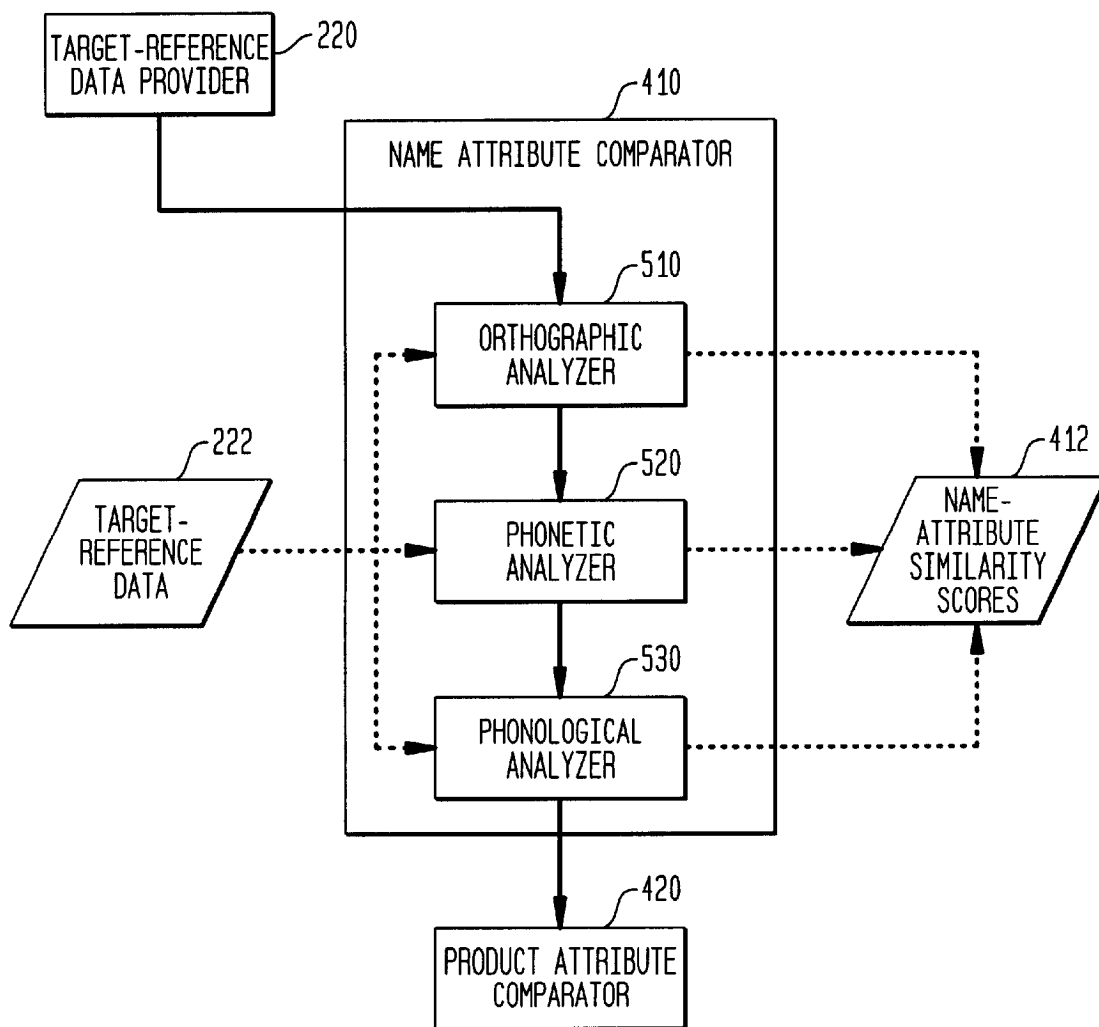 TARGET-REFERENCE
DATA PROVIDER
220
410
NAME ATTRIBUTE COMPARATOR
510
ORTHOGRAPHIC
ANALYZER
222
TARGET-
REFERENCE
DATA
520
PHONETIC
ANALYZER
412
NAME-
ATTRIBUTE
SIMILARITY
SCORES
530
PHONOLOGICAL
ANALYZER
420
PRODUCT ATTRIBUTE
COMPARATOR